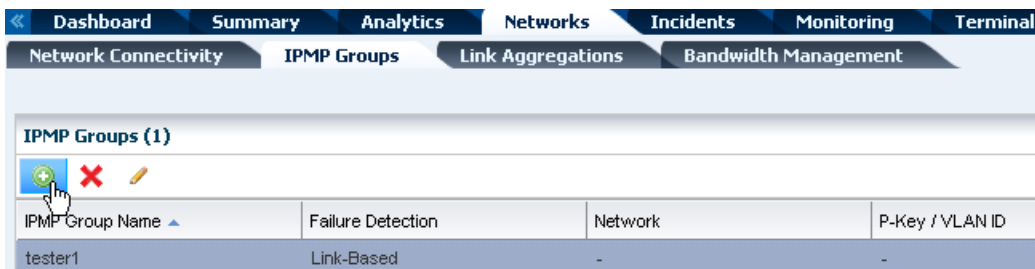 Dashboard Summary Analytics Networks Incidents Monitoring Terminal
Network Connectivity IPMP Groups Link Aggregations Bandwidth Management
IPMP Groups (1)
IPMP Group Name Failure Detection Network P-Key / VLAN ID
tester1 Link-Based - -